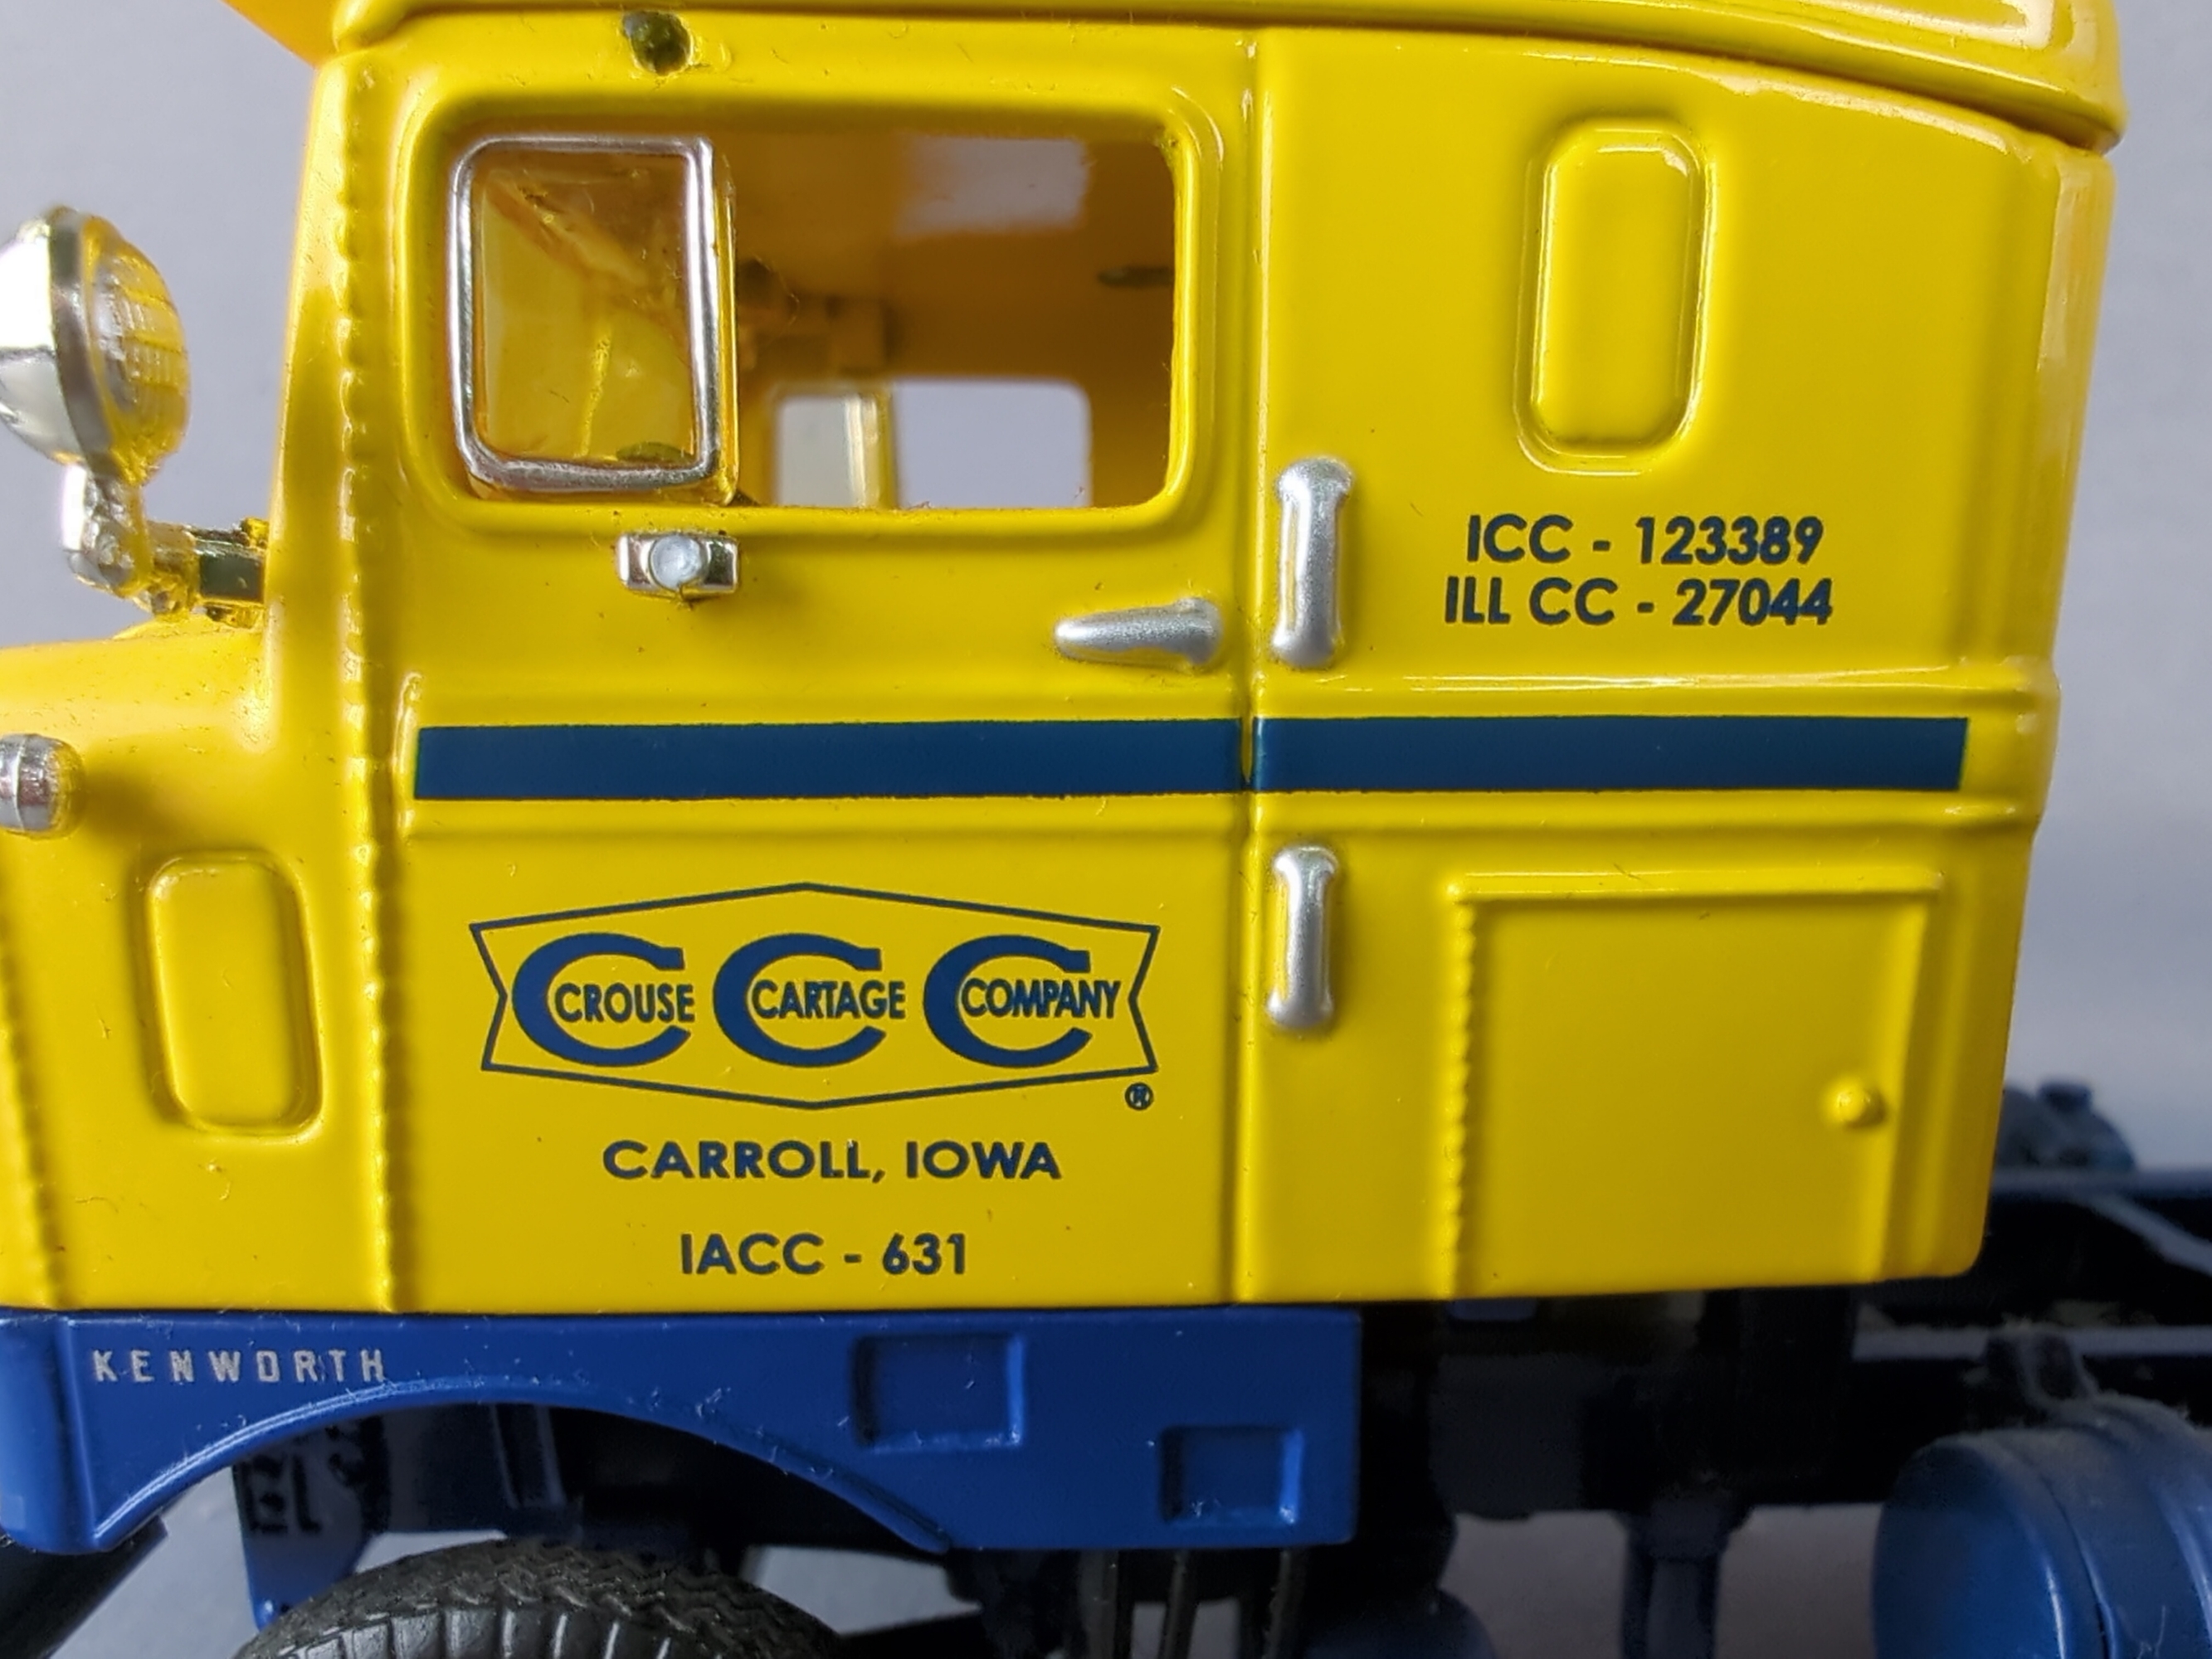 ICC - 123389
ILL CC - 27044
CROUSE CARTAGE COMPANY
®
CARROLL, IOWA
IACC - 631
KENWORTH